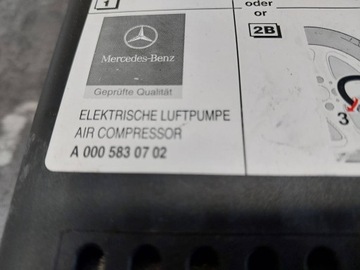 1
oder
or
2B
Mercedes-Benz
Geprüfte Qualität
ELEKTRISCHE LUFTPUMPE
AIR COMPRESSOR
A 000 583 07 02
3